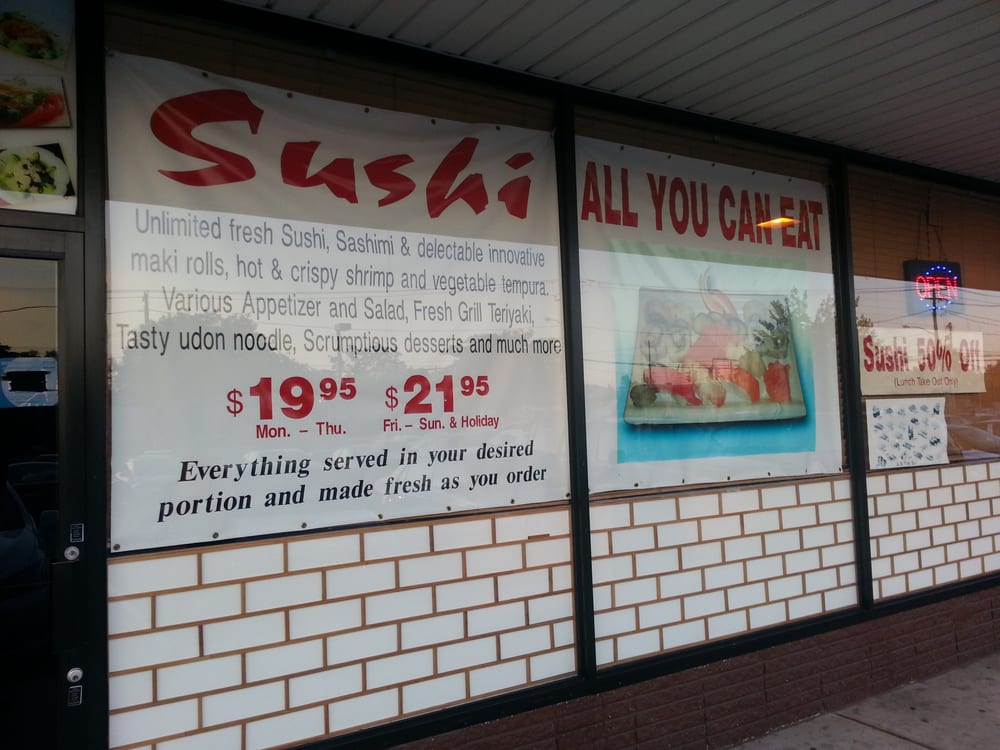 Sushi
Unlimited fresh Sushi, Sashimi & delectable innovative
maki rolls, hot & crispy shrimp and vegetable tempura.
Various Appetizer and Salad, Fresh Grill Teriyaki,
Tasty udon noodle, Scrumptious desserts and much more
$19.95 $21.95
Mon. – Thu. Fri. – Sun. & Holiday
Everything served in your desired
portion and made fresh as you order
ALL YOU CAN EAT
OPEN
Sushi 50% Off
(Lunch Take Out Only)